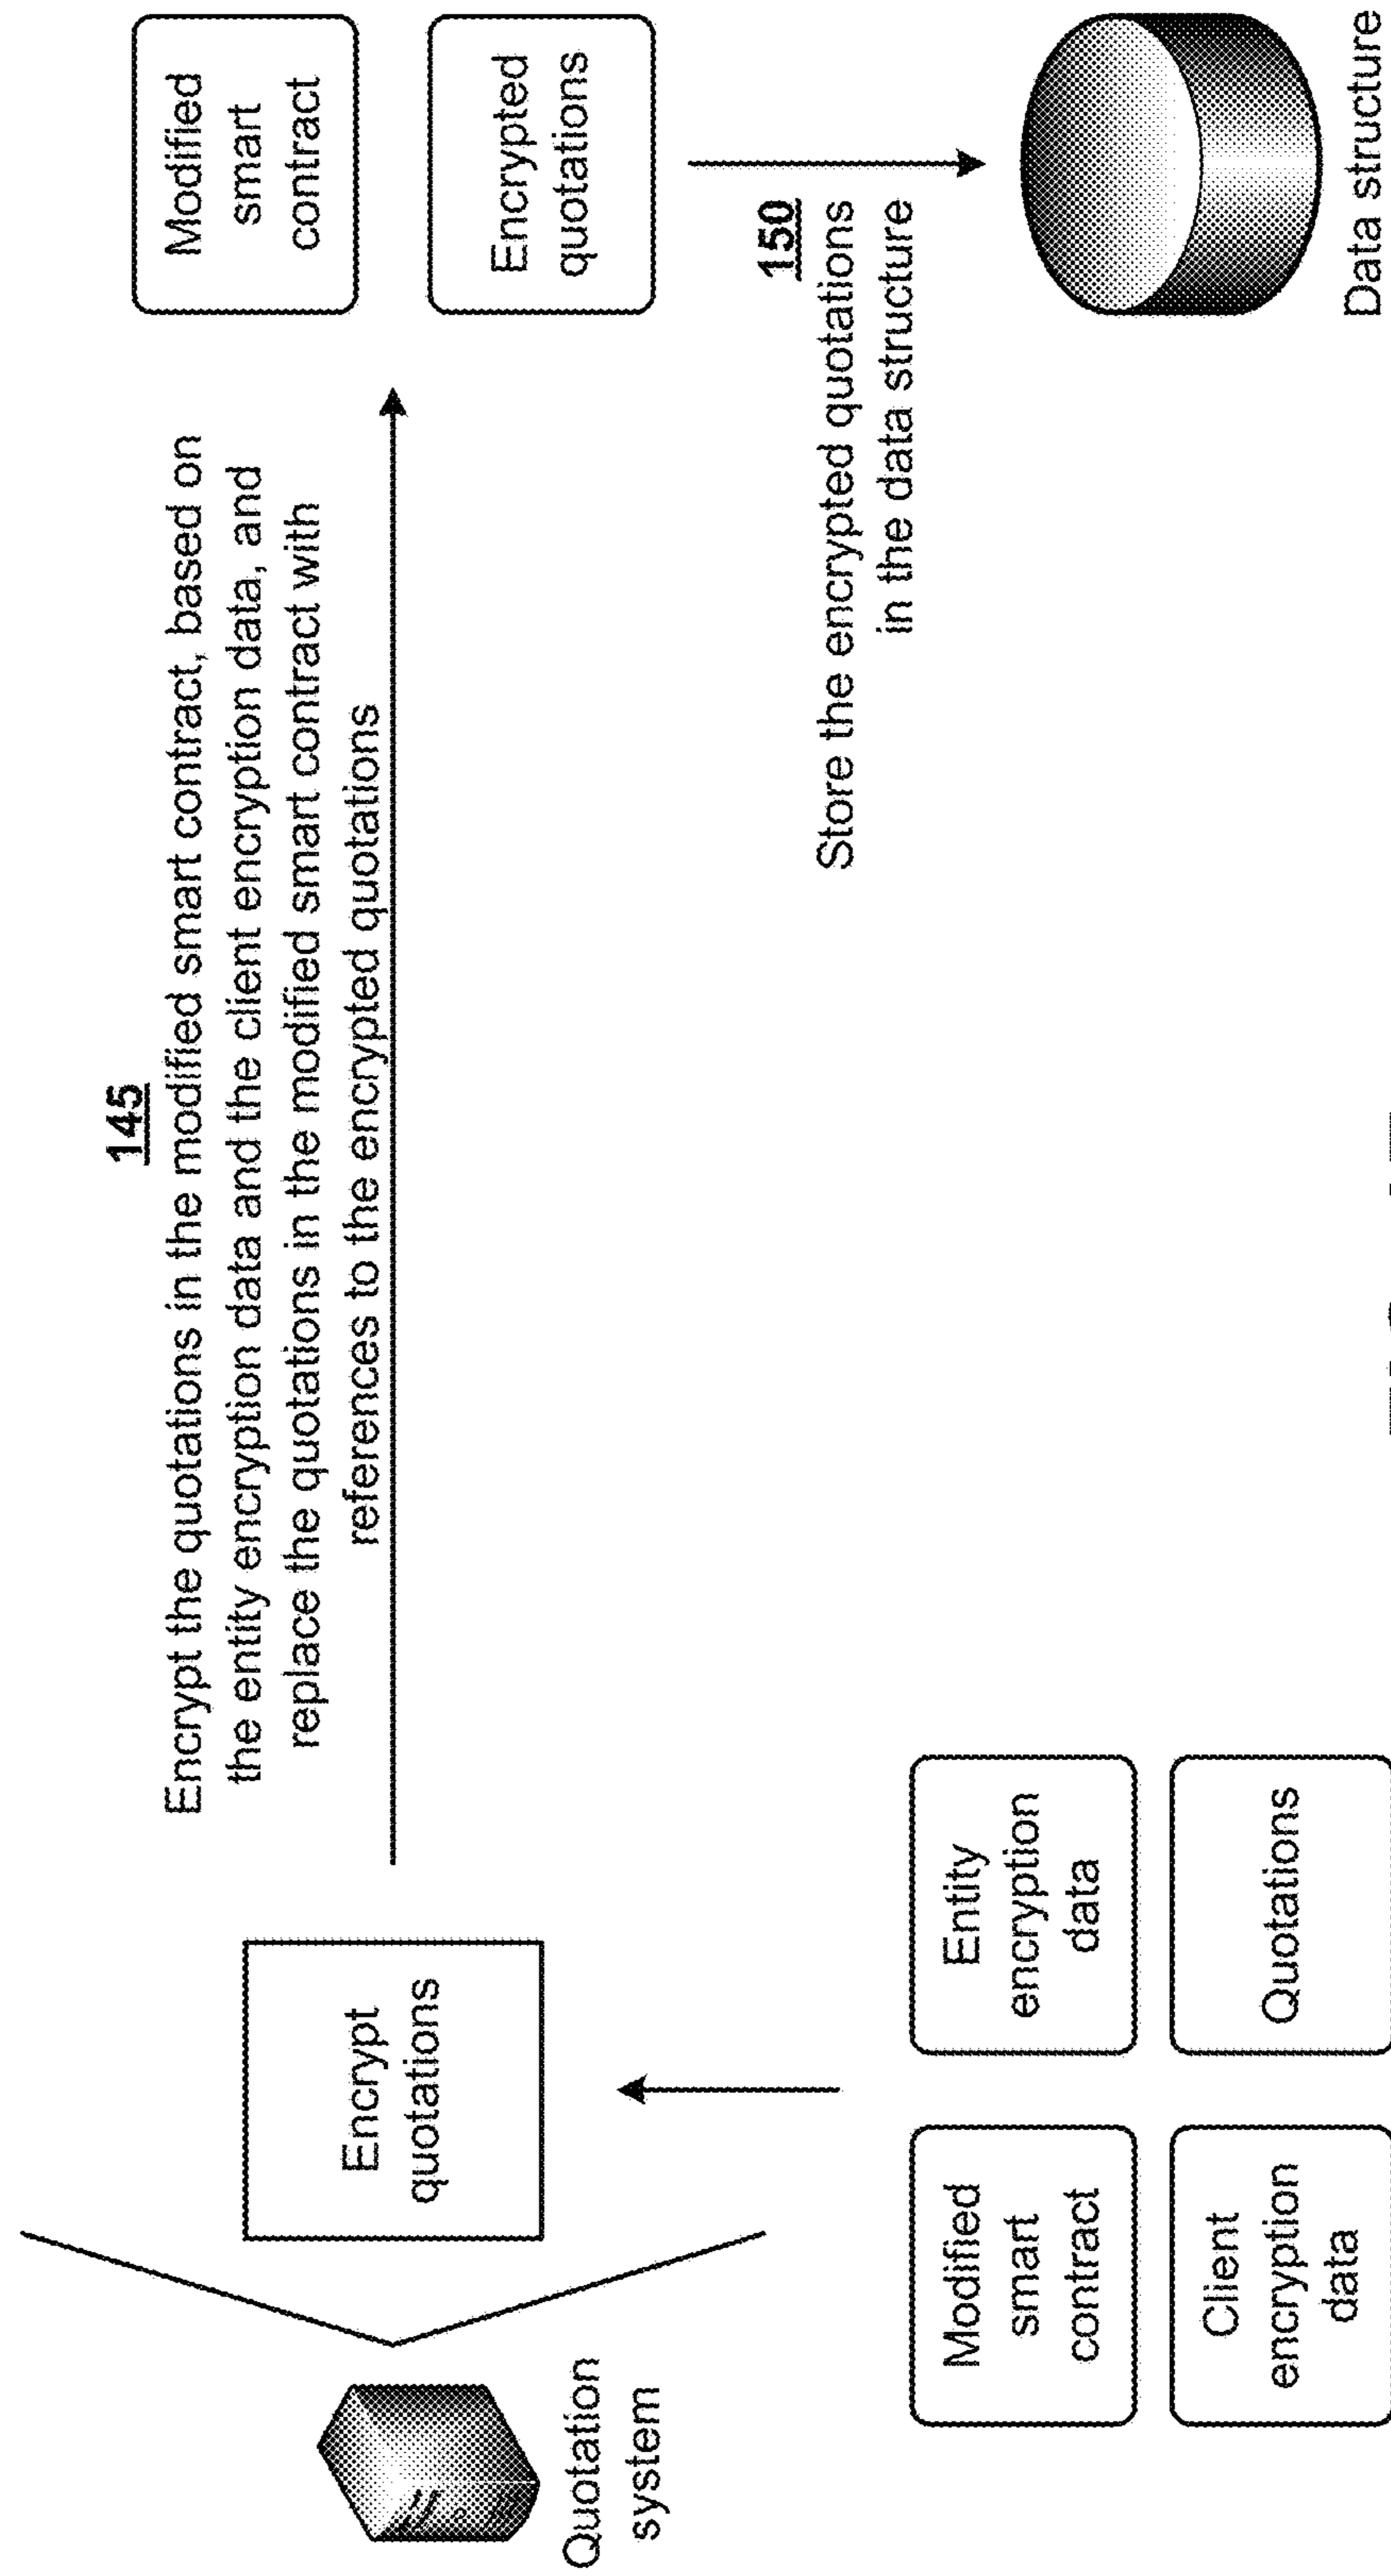 145
Encrypt the quotations in the modified smart contract, based on
the entity encryption data and the client encryption data, and
replace the quotations in the modified smart contract with
references to the encrypted quotations
Quotation
system
Encrypt
quotations
Modified
smart
contract
Encrypted
quotations
150
Store the encrypted quotations
in the data structure
Data structure
Modified
smart
contract
Entity
encryption
data
Client
encryption
data
Quotations